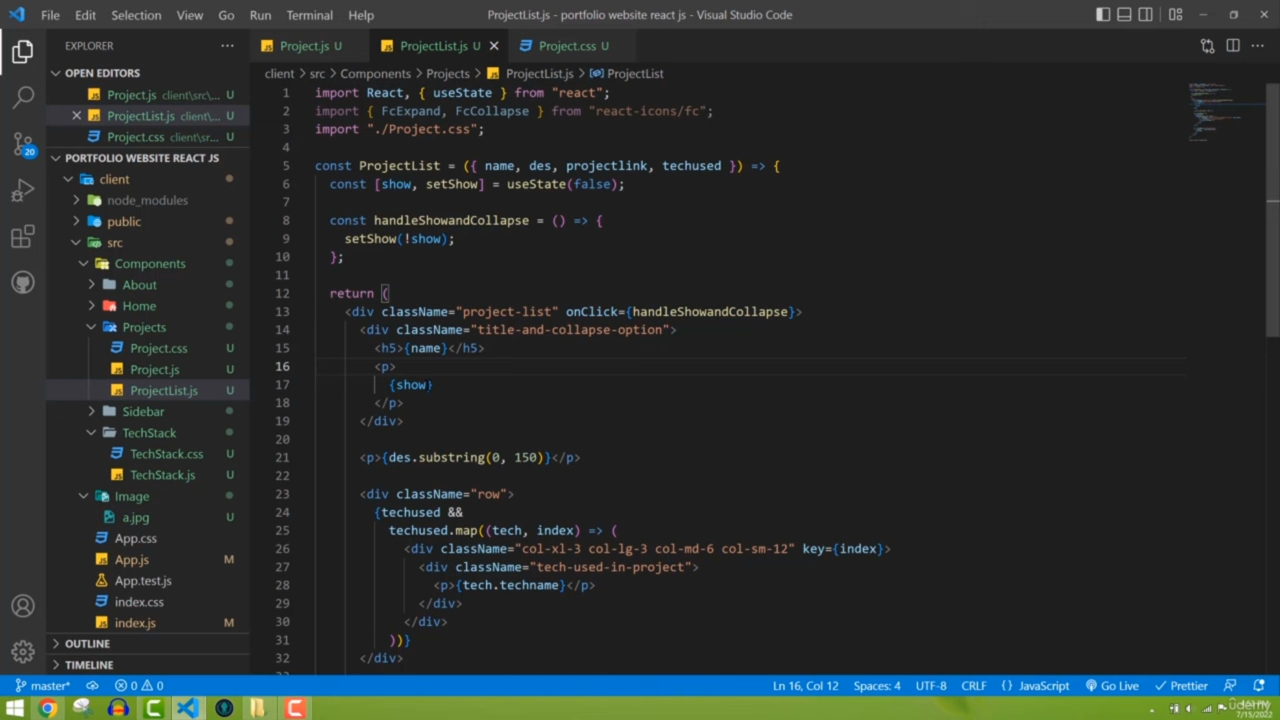 File Edit Selection View Go Run Terminal Help ProjectList.js - portfolio website react js - Visual Studio Code
EXPLORER
OPEN EDITORS
Project.js client\src\... U
ProjectList.js client\... U
Project.css client\sr... U
PORTFOLIO WEBSITE REACT JS
client
node_modules
public
src
Components
About
Home
Projects
Project.css U
Project.js U
ProjectList.js U
Sidebar
TechStack
TechStack.css U
TechStack.js U
Image
a.jpg U
App.css
App.js M
App.test.js
index.css
index.js M
OUTLINE
TIMELINE
20
Project.js U ProjectList.js U Project.css U
client > src > Components > Projects > ProjectList.js > ProjectList
1 import React, { useState } from "react";
2 import { FcExpand, FcCollapse } from "react-icons/fc";
3 import "./Project.css";
4
5 const ProjectList = ({ name, des, projectlink, techused }) => {
6 const [show, setShow] = useState(false);
7
8 const handleShowandCollapse = () => {
9 setShow(!show);
10 };
11
12 return (
13 <div className="project-list" onClick={handleShowandCollapse}>
14 <div className="title-and-collapse-option">
15 <h5>{name}</h5>
16 <p>
17 {show}
18 </p>
19 </div>
20
21 <p>{des.substring(0, 150)}</p>
22
23 <div className="row">
24 {techused &&
25 techused.map((tech, index) => (
26 <div className="col-xl-3 col-lg-3 col-md-6 col-sm-12" key={index}>
27 <div className="tech-used-in-project">
28 <p>{tech.techname}</p>
29 </div>
30 </div>
31 ))}
32 </div>
master* 0 0 Ln 16, Col 12 Spaces: 4 UTF-8 CRLF {} JavaScript Go Live Prettier
7/15/2022
udemy